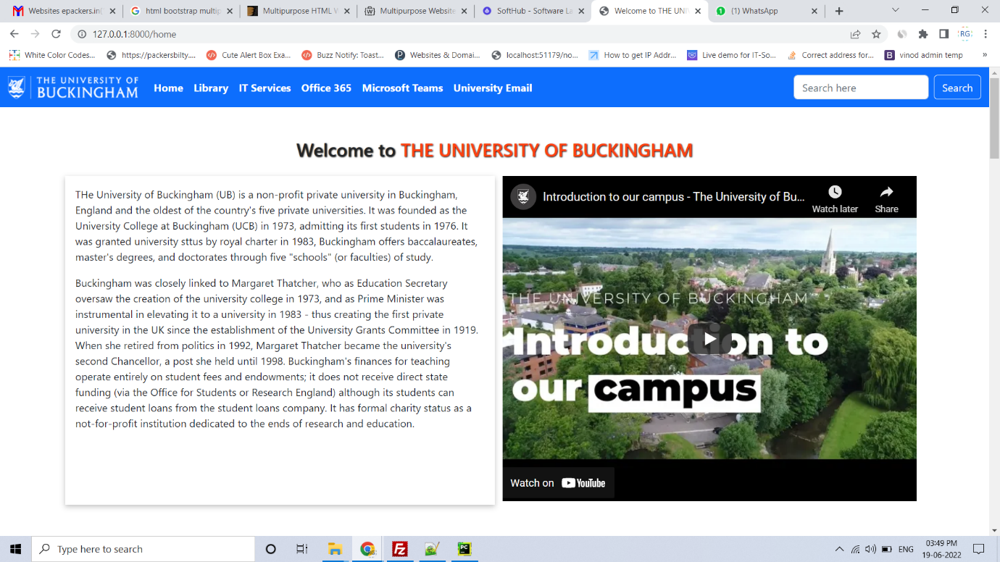 Websites epackers.in(
html bootstrap multip
Multipurpose HTML W
Multipurpose Website
SoftHub - Software La
Welcome to THE UNI
(1) WhatsApp
127.0.0.1:8000/home
RG
White Color Codes...
https://packersbilty....
Cute Alert Box Exa...
Buzz Notify: Toast...
Websites & Domai...
localhost:51179/no...
How to get IP Addr...
Live demo for IT-So...
Correct address for...
vinod admin temp
»
THE UNIVERSITY OF
BUCKINGHAM
Home Library IT Services Office 365 Microsoft Teams University Email
Search here
Search
Welcome to THE UNIVERSITY OF BUCKINGHAM
THe University of Buckingham (UB) is a non-profit private university in Buckingham,
England and the oldest of the country's five private universities. It was founded as the
University College at Buckingham (UCB) in 1973, admitting its first students in 1976. It
was granted university sttus by royal charter in 1983, Buckingham offers baccalaureates,
master's degrees, and doctorates through five "schools" (or faculties) of study.
Buckingham was closely linked to Margaret Thatcher, who as Education Secretary
oversaw the creation of the university college in 1973, and as Prime Minister was
instrumental in elevating it to a university in 1983 - thus creating the first private
university in the UK since the establishment of the University Grants Committee in 1919.
When she retired from politics in 1992, Margaret Thatcher became the university's
second Chancellor, a post she held until 1998. Buckingham's finances for teaching
operate entirely on student fees and endowments; it does not receive direct state
funding (via the Office for Students or Research England) although its students can
receive student loans from the student loans company. It has formal charity status as a
not-for-profit institution dedicated to the ends of research and education.
Introduction to our campus - The University of Bu...
Watch later
Share
THE UNIVERSITY OF BUCKINGHAM
Introduction to
our campus
Watch on YouTube
Type here to search
ENG
03:49 PM
19-06-2022